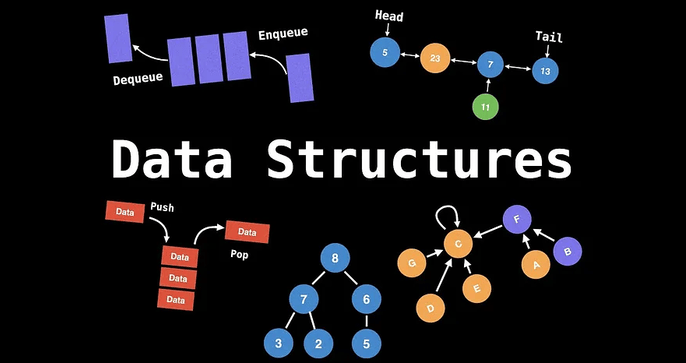 Enqueue
Dequeue
Head
Tail
5
23
7
13
11
Data Structures
Push
Data
Data
Pop
Data
Data
Data
8
7
6
3
2
5
F
C
B
G
A
E
D